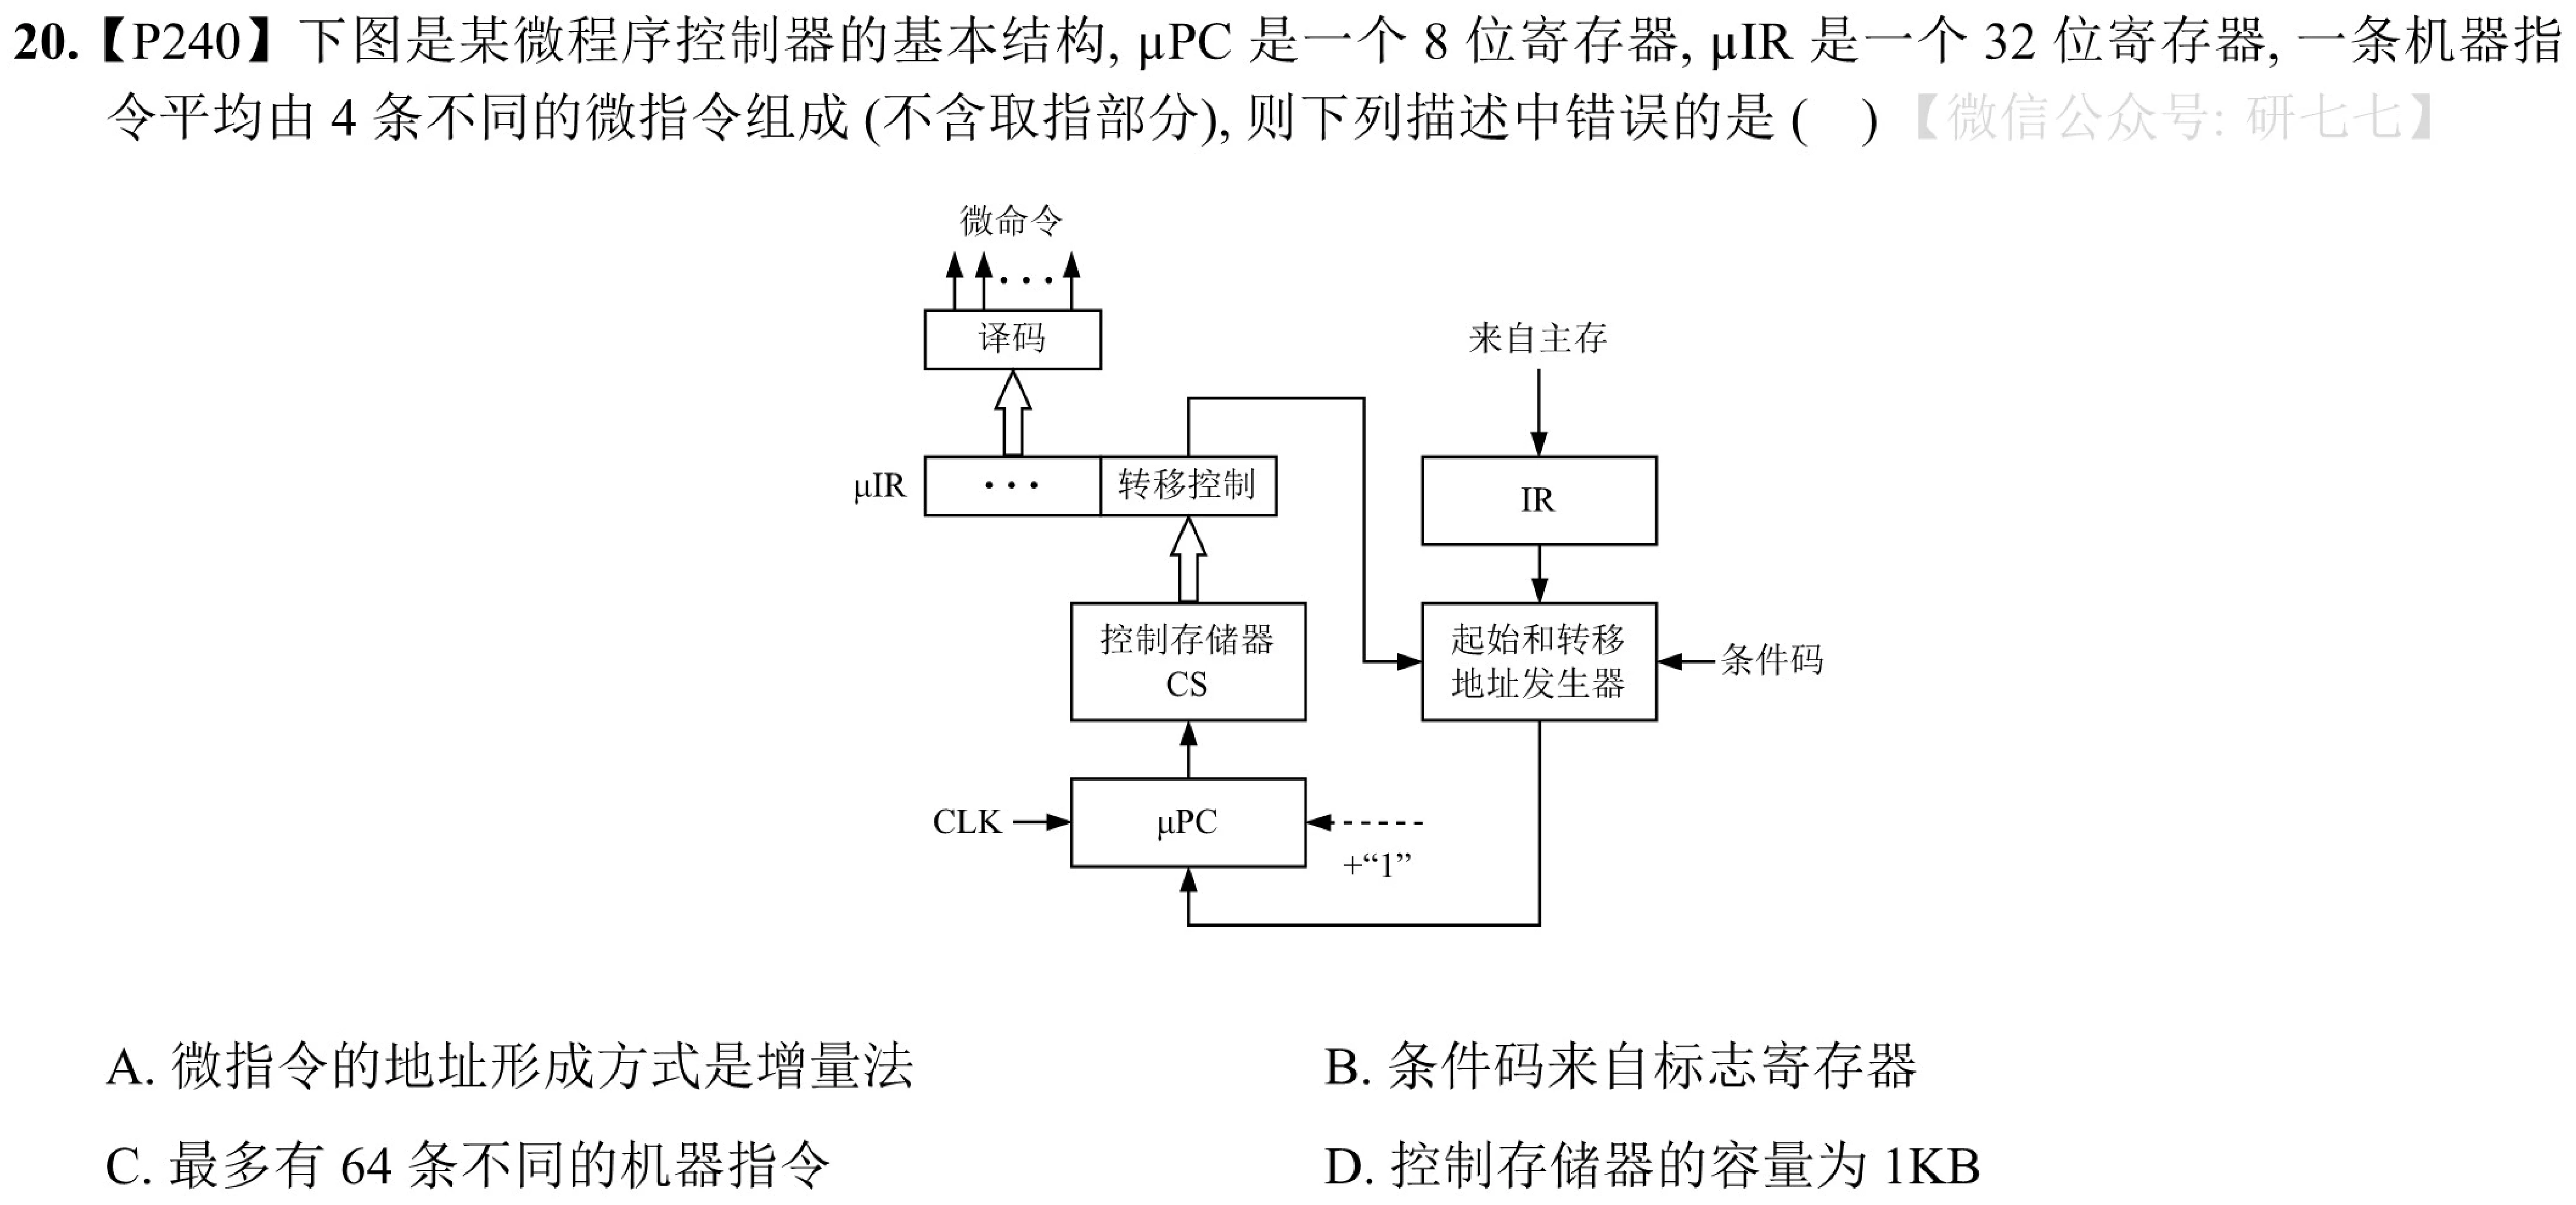 20.【P240】下图是某微程序控制器的基本结构, μPC 是一个 8 位寄存器, μIR 是一个 32 位寄存器, 一条机器指
令平均由 4 条不同的微指令组成 (不含取指部分), 则下列描述中错误的是 (   )【微信公众号: 研七七】
微命令
译码
来自主存
μIR
···
转移控制
IR
控制存储器
CS
起始和转移
地址发生器
条件码
CLK
μPC
+“1”
A. 微指令的地址形成方式是增量法
B. 条件码来自标志寄存器
C. 最多有 64 条不同的机器指令
D. 控制存储器的容量为 1KB